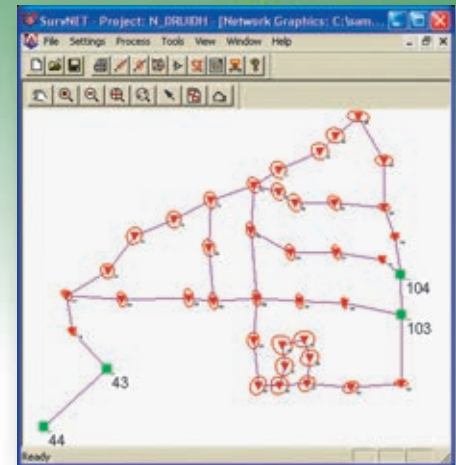 SurvNET - Project: N_DRUIDH - [Network Graphics: C:\sam...
File Settings Process Tools View Window Help
104
103
43
44
Ready